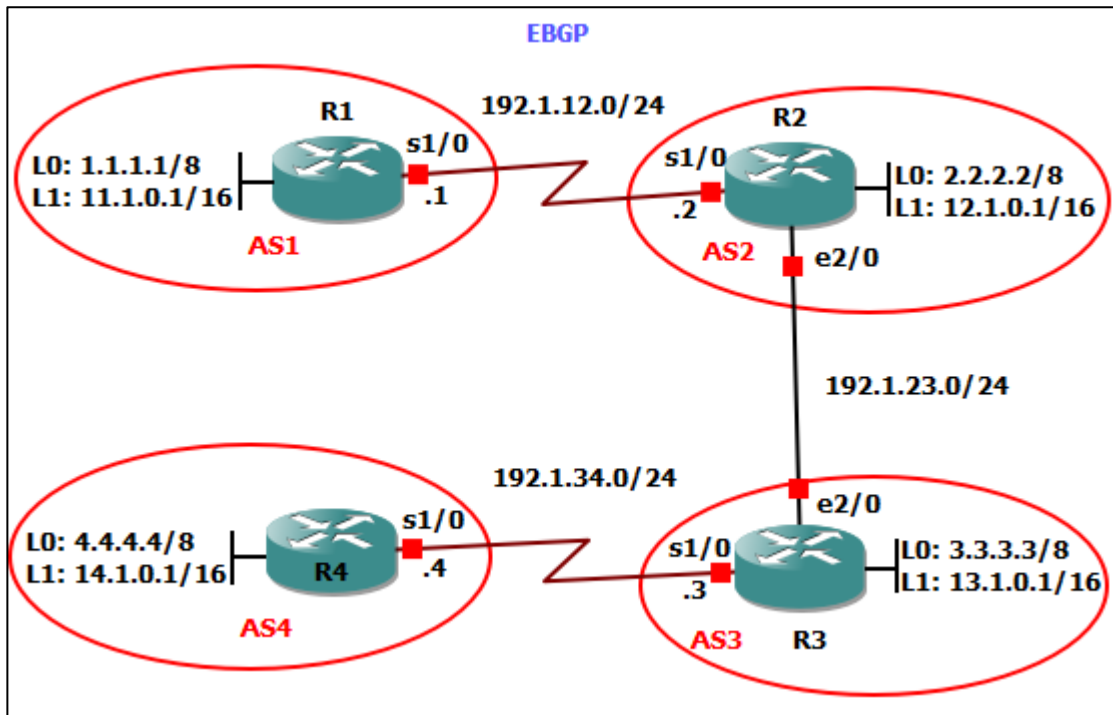 EBGP
192.1.12.0/24
R1
s1/0
.1
L0: 1.1.1.1/8
L1: 11.1.0.1/16
AS1
R2
s1/0
.2
L0: 2.2.2.2/8
L1: 12.1.0.1/16
AS2
e2/0
192.1.23.0/24
192.1.34.0/24
s1/0
.4
L0: 4.4.4.4/8
L1: 14.1.0.1/16
R4
AS4
e2/0
s1/0
.3
L0: 3.3.3.3/8
L1: 13.1.0.1/16
AS3
R3